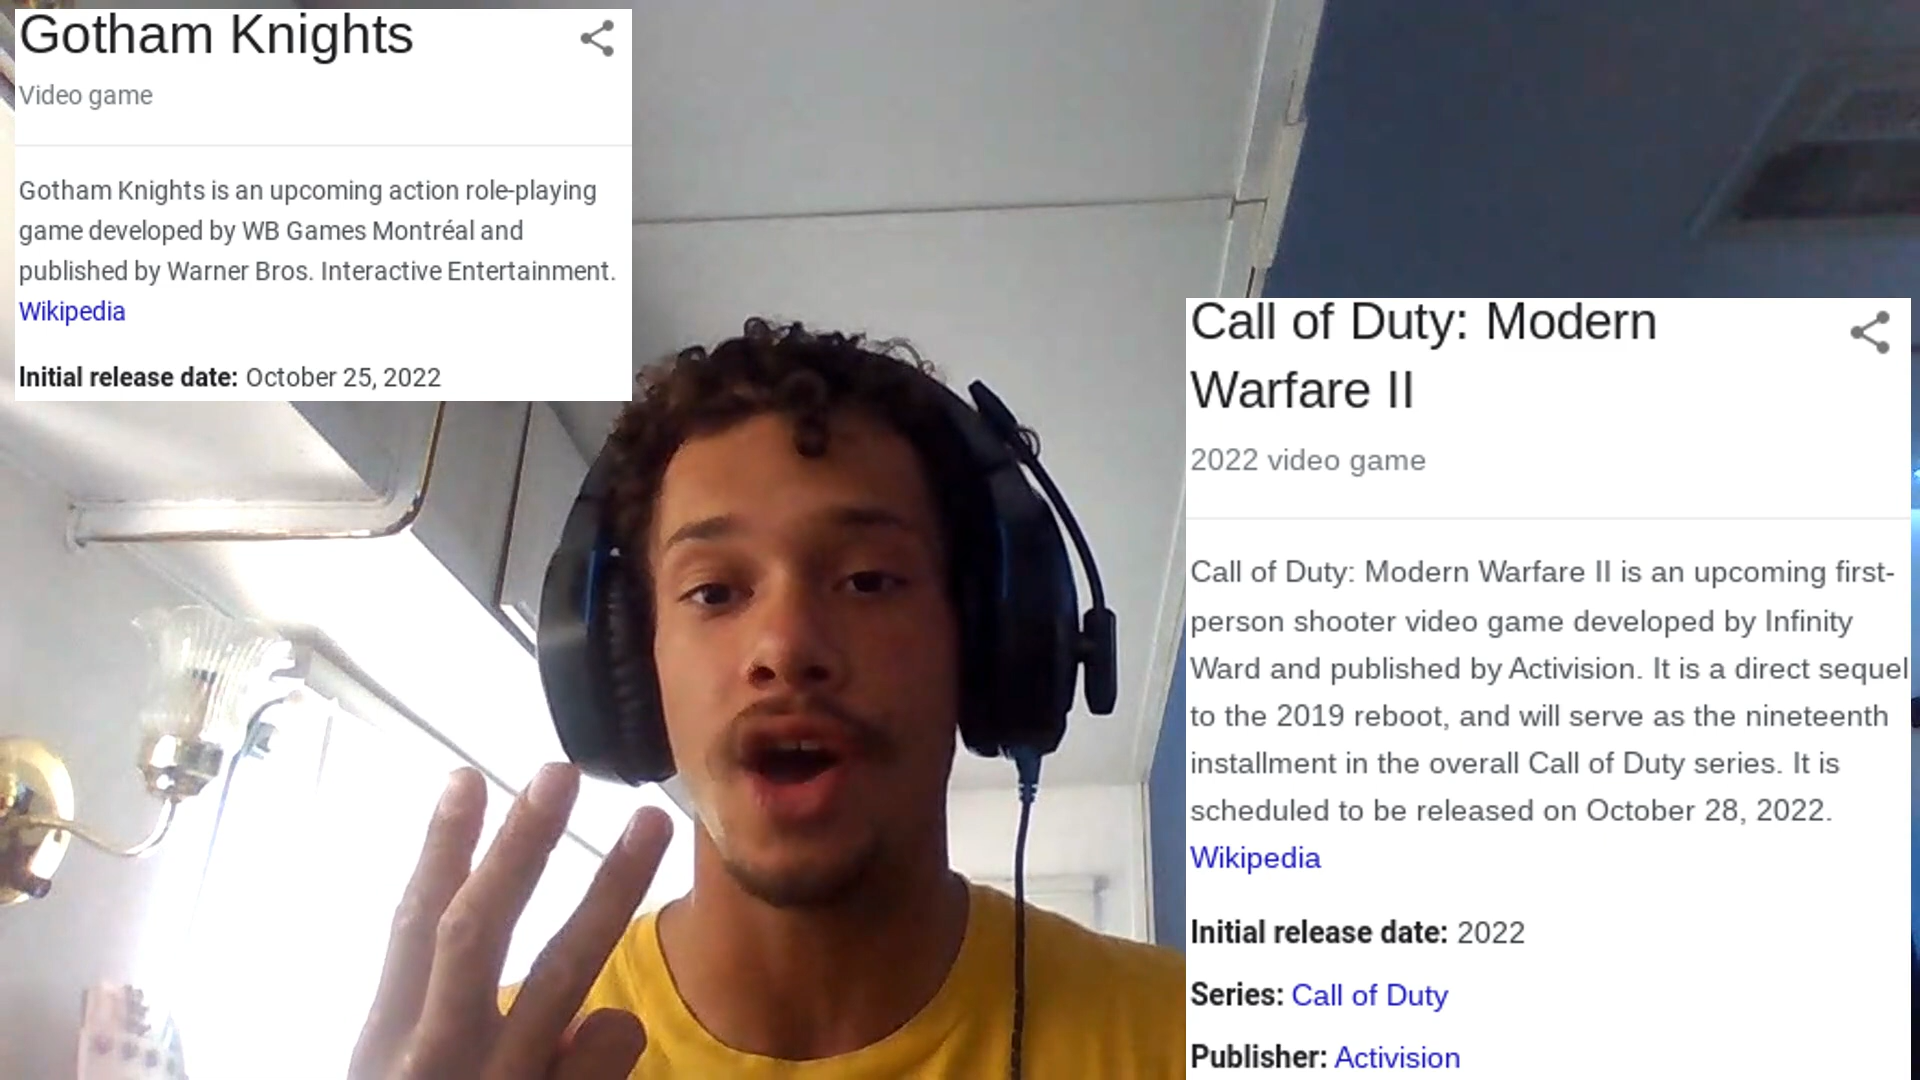 Gotham Knights
Video game
Gotham Knights is an upcoming action role-playing
game developed by WB Games Montréal and
published by Warner Bros. Interactive Entertainment.
Wikipedia
Initial release date: October 25, 2022
Call of Duty: Modern
Warfare II
2022 video game
Call of Duty: Modern Warfare II is an upcoming first-
person shooter video game developed by Infinity
Ward and published by Activision. It is a direct sequel
to the 2019 reboot, and will serve as the nineteenth
installment in the overall Call of Duty series. It is
scheduled to be released on October 28, 2022.
Wikipedia
Initial release date: 2022
Series: Call of Duty
Publisher: Activision